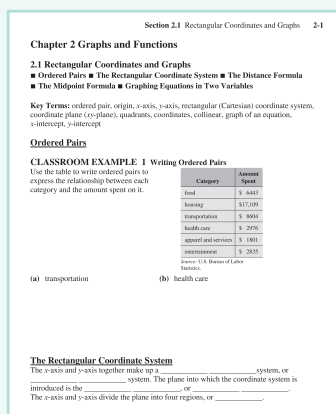 Section 2.1 Rectangular Coordinates and Graphs 2-1
Chapter 2 Graphs and Functions
2.1 Rectangular Coordinates and Graphs
■ Ordered Pairs ■ The Rectangular Coordinate System ■ The Distance Formula
■ The Midpoint Formula ■ Graphing Equations in Two Variables
Key Terms: ordered pair, origin, x-axis, y-axis, rectangular (Cartesian) coordinate system,
coordinate plane (xy-plane), quadrants, coordinates, collinear, graph of an equation,
x-intercept, y-intercept
Ordered Pairs
CLASSROOM EXAMPLE 1 Writing Ordered Pairs
Use the table to write ordered pairs to
express the relationship between each
category and the amount spent on it.
Category Amount Spent
food $ 6443
housing $17,109
transportation $ 8604
health care $ 2976
apparel and services $ 1801
entertainment $ 2835
Source: U.S. Bureau of Labor
Statistics.
(a) transportation (b) health care
The Rectangular Coordinate System
The x-axis and y-axis together make up a ____________ ____________system, or
____________ ____________ system. The plane into which the coordinate system is
introduced is the ____________ ____________, or ____________ ____________.
The x-axis and y-axis divide the plane into four regions, or ____________.